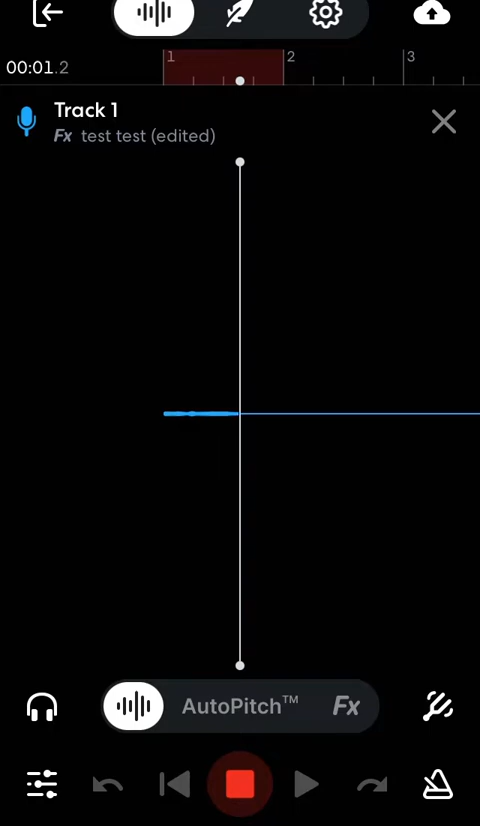 1
2
3
00:01.2
Track 1
Fx test test (edited)
AutoPitch™
Fx